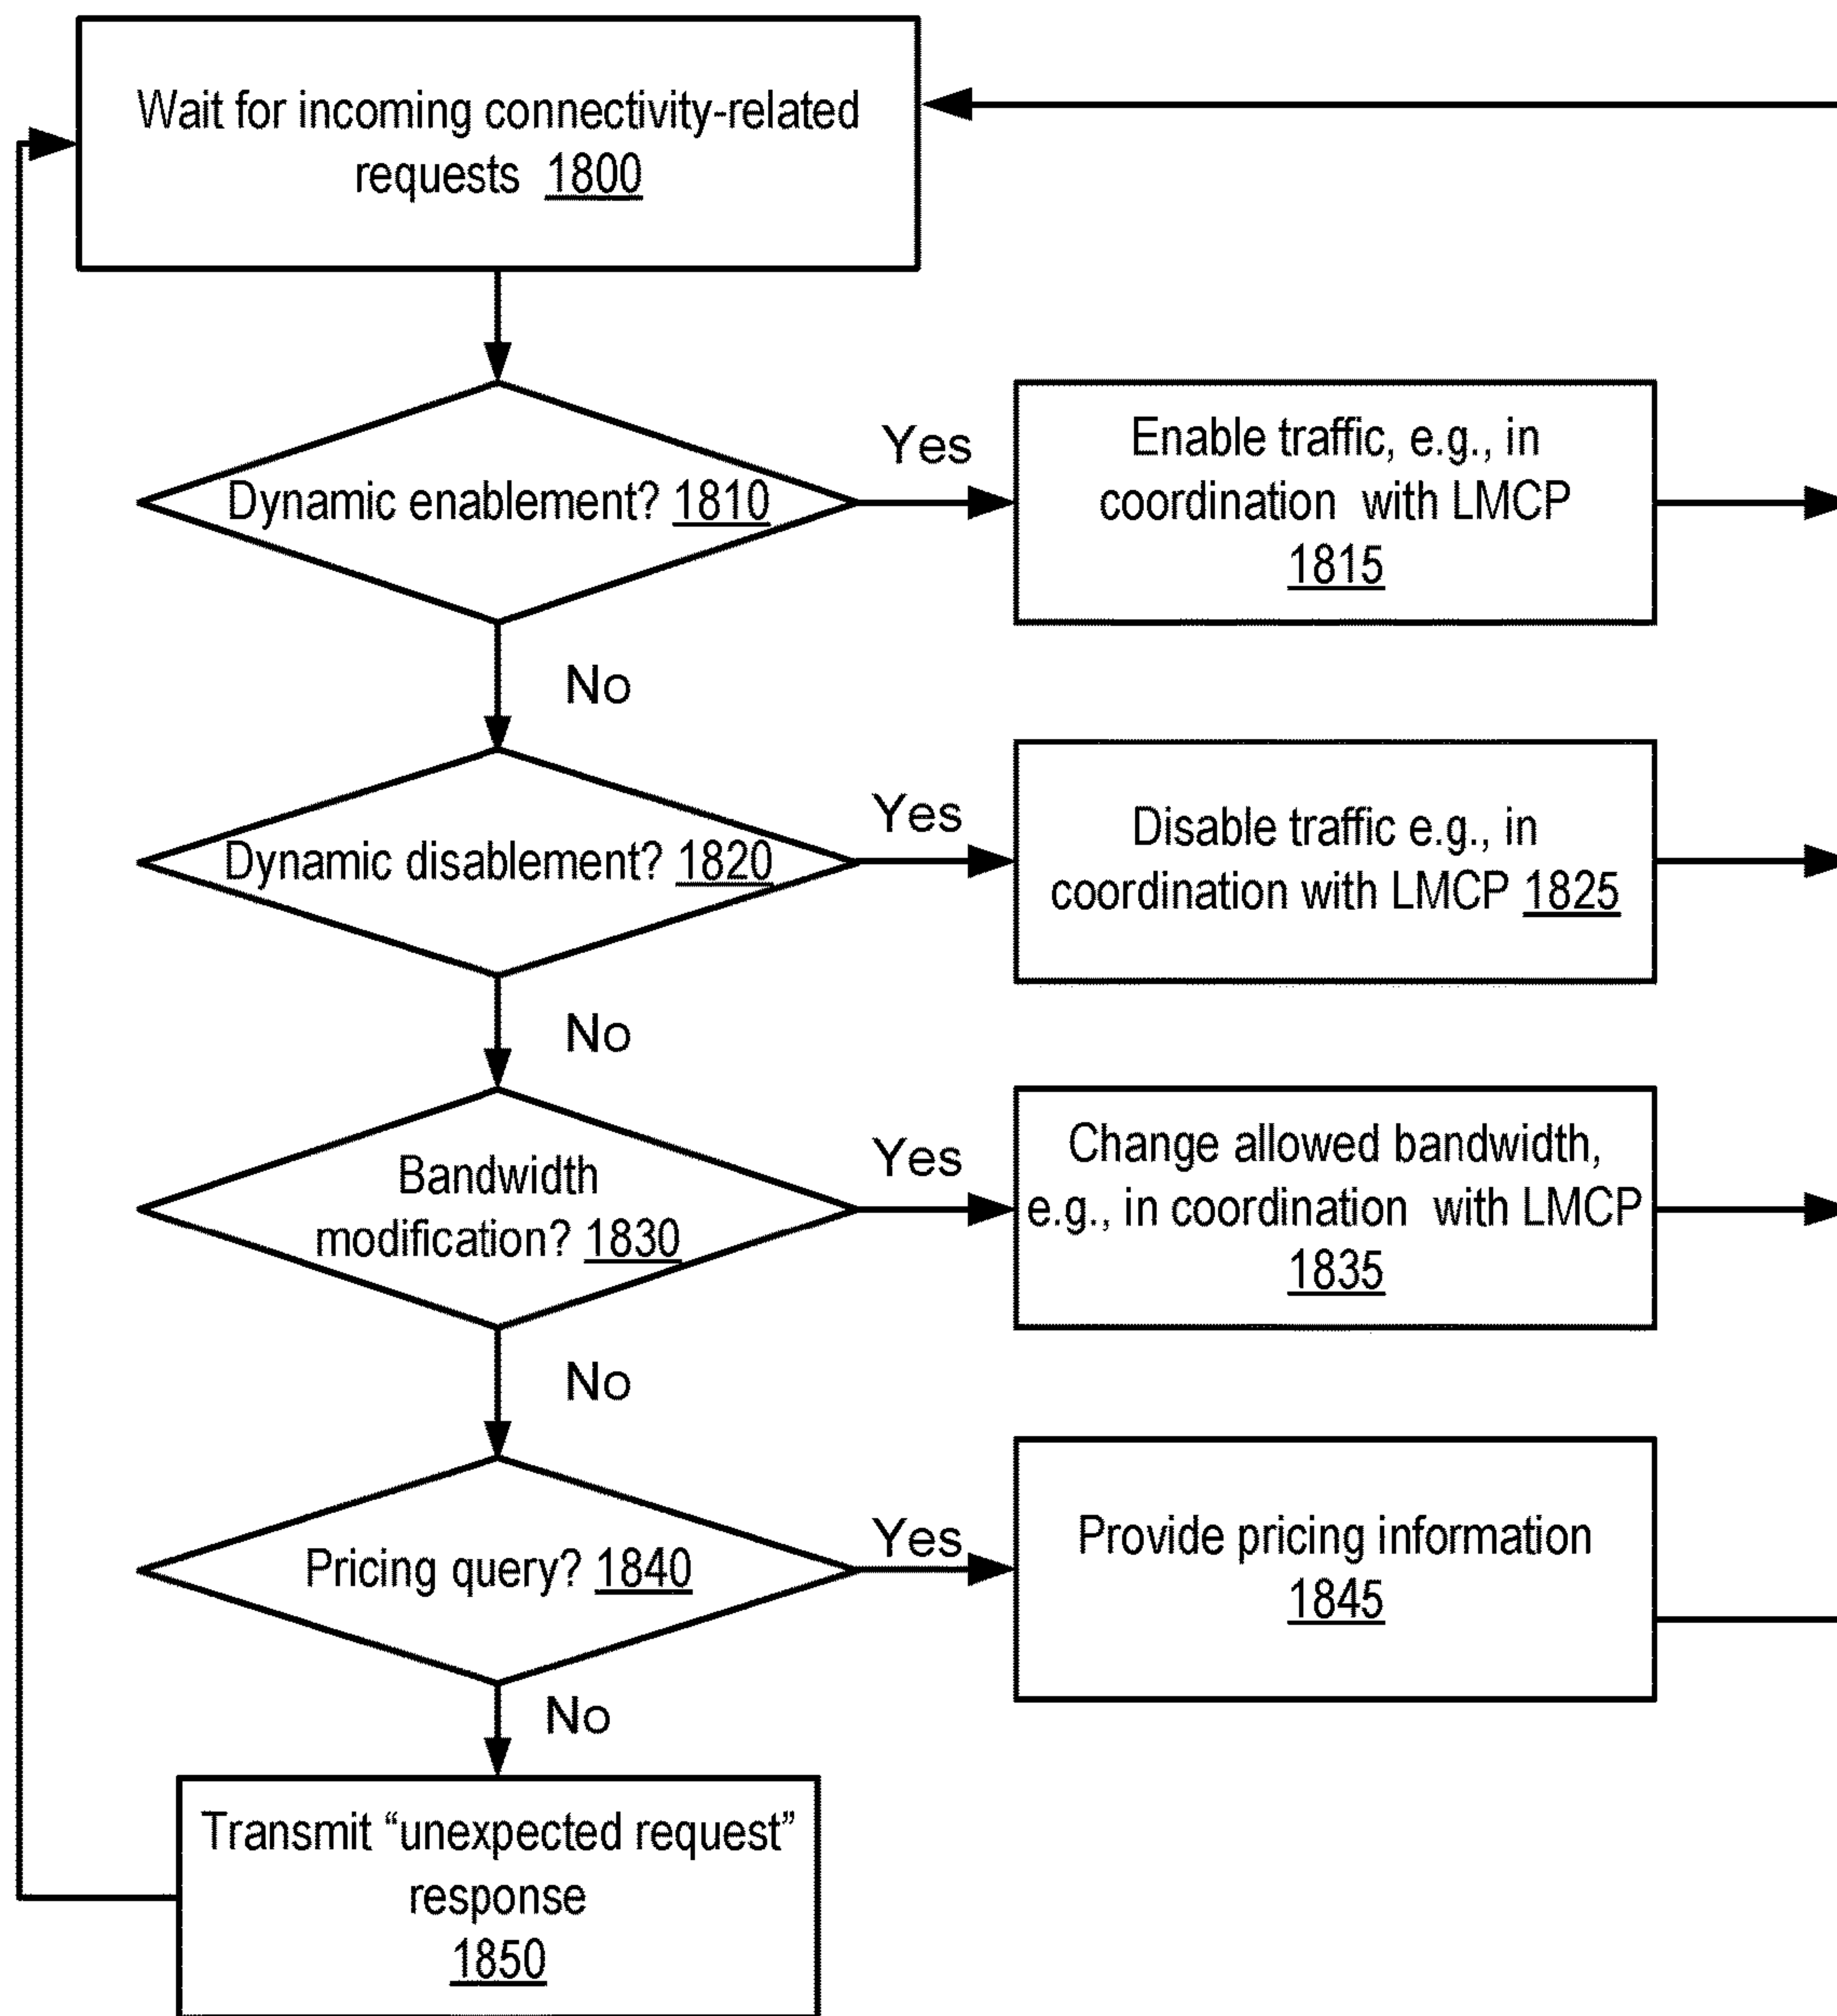 Wait for incoming connectivity-related
requests 1800
Dynamic enablement? 1810
Yes
Enable traffic, e.g., in
coordination with LMCP
1815
No
Dynamic disablement? 1820
Yes
Disable traffic e.g., in
coordination with LMCP 1825
No
Bandwidth
modification? 1830
Yes
Change allowed bandwidth,
e.g., in coordination with LMCP
1835
No
Pricing query? 1840
Yes
Provide pricing information
1845
No
Transmit “unexpected request”
response
1850